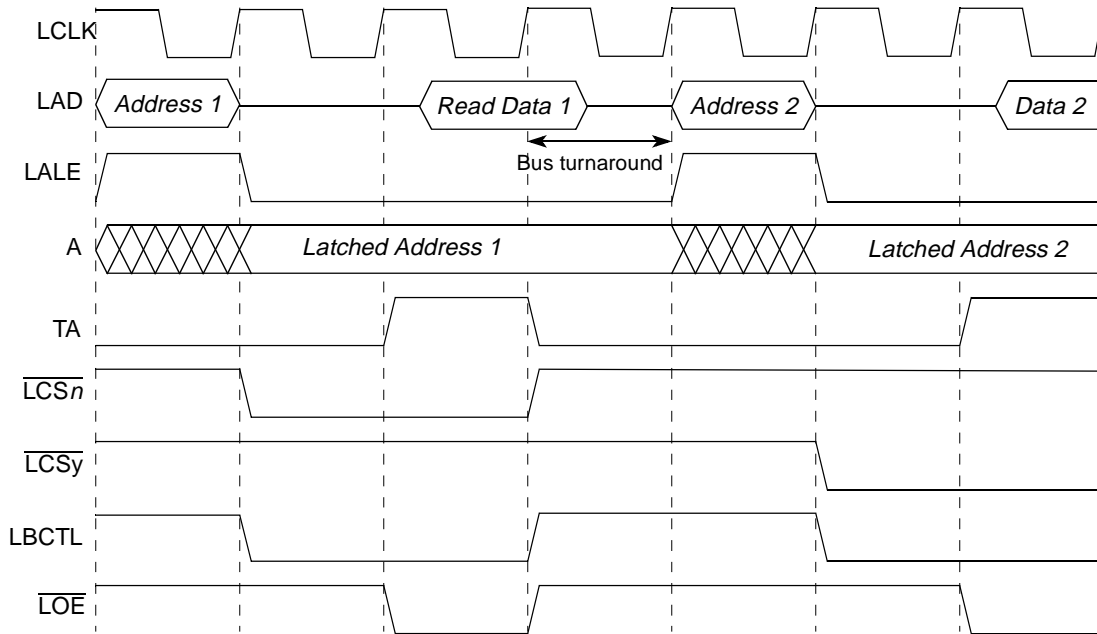 LCLK
LAD Address 1 Read Data 1 Address 2 Data 2
Bus turnaround
LALE
A Latched Address 1 Latched Address 2
TA
LCSn
LCSy
LBCTL
LOE